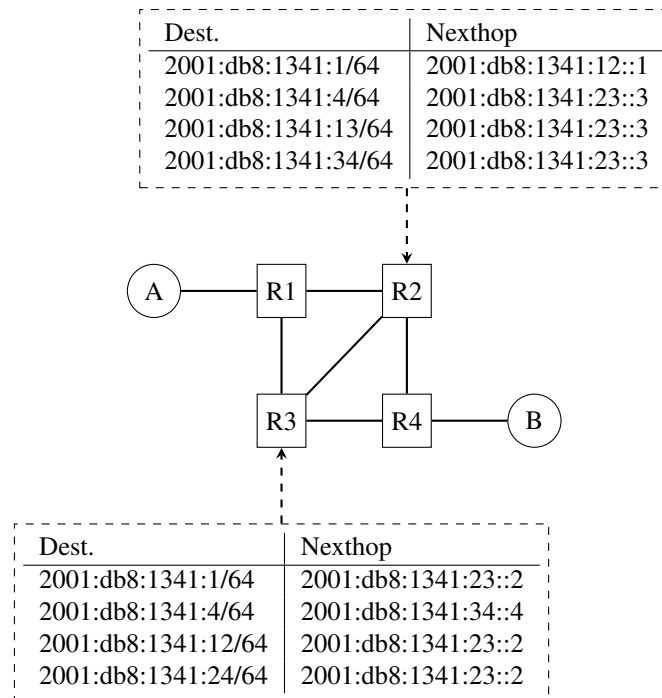 Dest. Nexthop
2001:db8:1341:1/64 2001:db8:1341:12::1
2001:db8:1341:4/64 2001:db8:1341:23::3
2001:db8:1341:13/64 2001:db8:1341:23::3
2001:db8:1341:34/64 2001:db8:1341:23::3
A R1 R2
R3 R4 B
Dest. Nexthop
2001:db8:1341:1/64 2001:db8:1341:23::2
2001:db8:1341:4/64 2001:db8:1341:34::4
2001:db8:1341:12/64 2001:db8:1341:23::2
2001:db8:1341:24/64 2001:db8:1341:23::2